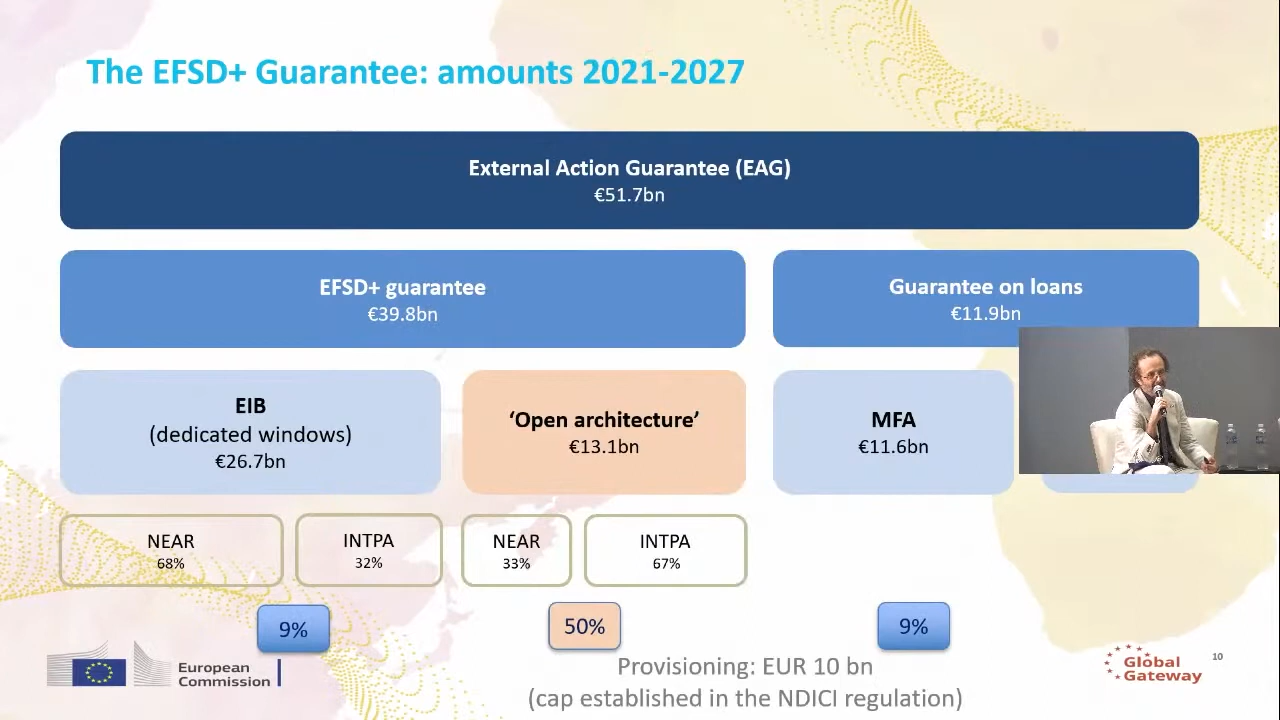 The EFSD+ Guarantee: amounts 2021-2027
External Action Guarantee (EAG)
€51.7bn
EFSD+ guarantee
€39.8bn
Guarantee on loans
€11.9bn
EIB
(dedicated windows)
€26.7bn
‘Open architecture’
€13.1bn
MFA
€11.6bn
NEAR
68%
INTPA
32%
NEAR
33%
INTPA
67%
9%
50%
9%
Provisioning: EUR 10 bn
(cap established in the NDICI regulation)
European
Commission
Global
Gateway
10